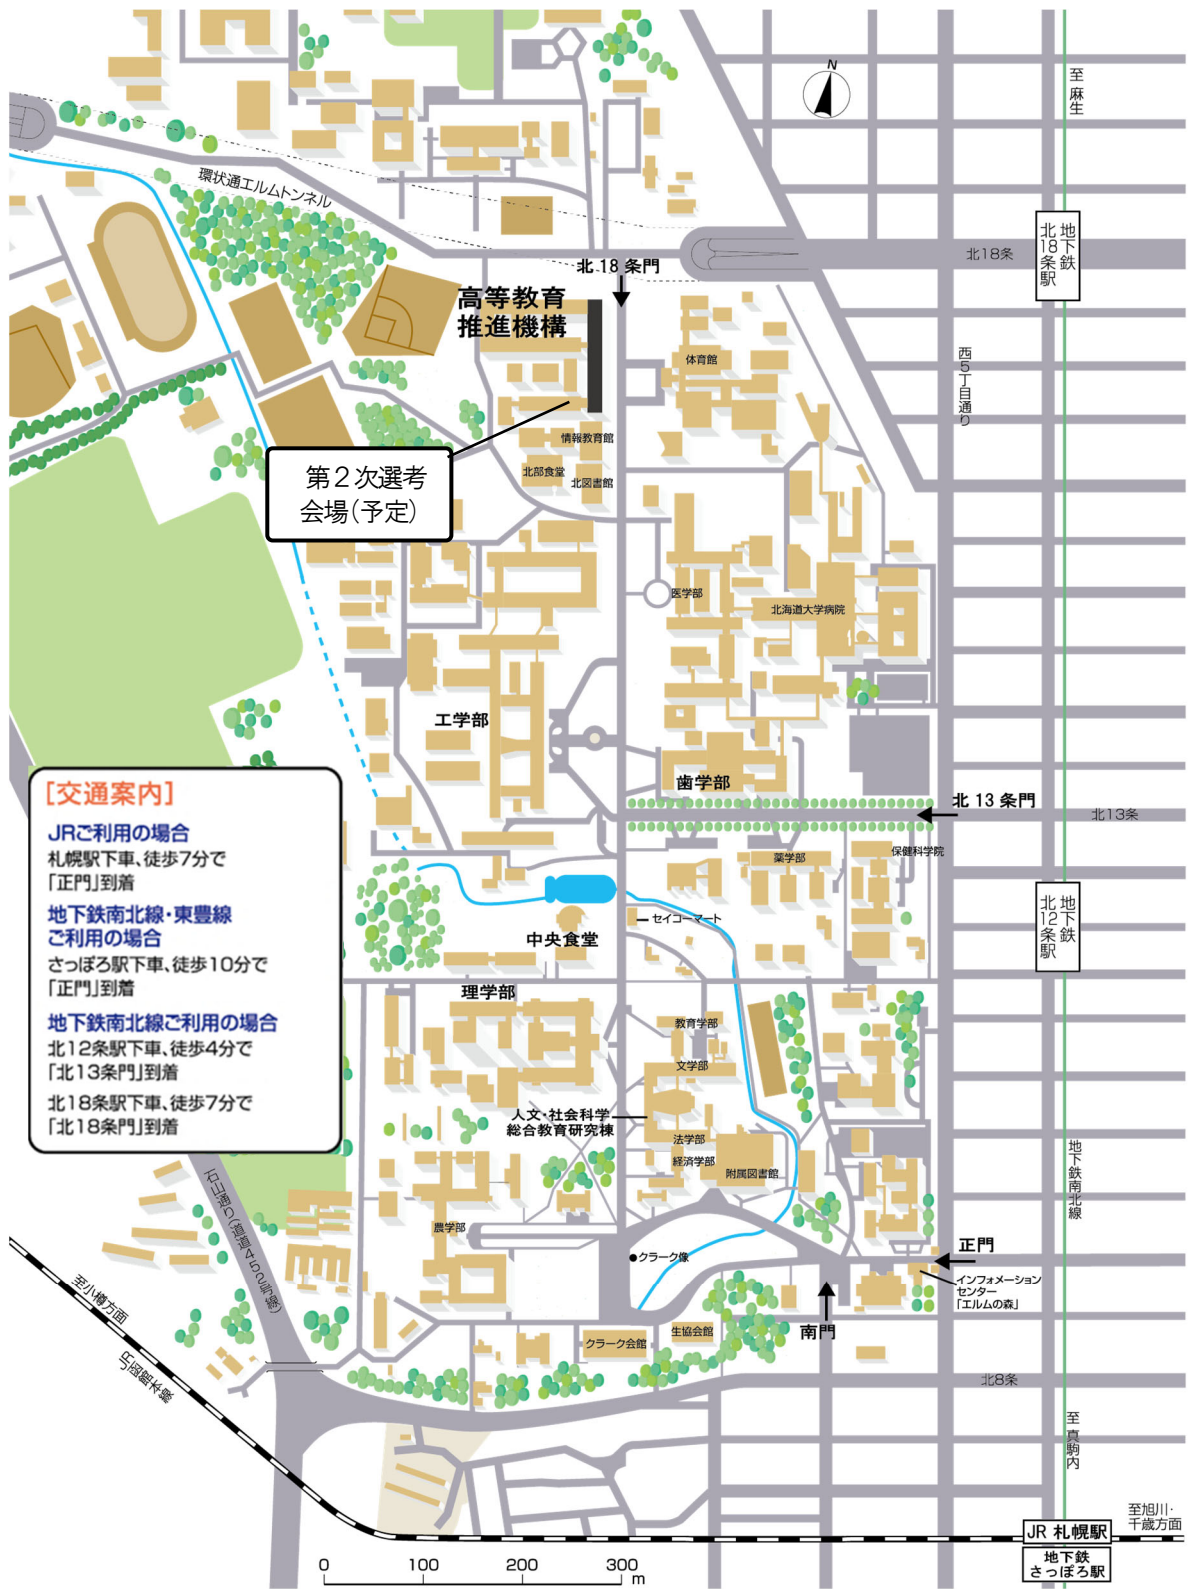 N
至 麻生
環状通エルムトンネル
地下鉄
北18条駅
北18条
北 18 条門
高等教育
推進機構
体育館
西5丁目通り
情報教育館
北部食堂
北図書館
第2次選考
会場(予定)
医学部
北海道大学病院
工学部
歯学部
[交通案内]
JRご利用の場合
札幌駅下車、徒歩7分で
「正門」到着
地下鉄南北線・東豊線
ご利用の場合
さっぽろ駅下車、徒歩10分で
「正門」到着
地下鉄南北線ご利用の場合
北12条駅下車、徒歩4分で
「北13条門」到着
北18条駅下車、徒歩7分で
「北18条門」到着
北 13 条門
北13条
薬学部
保健科学院
地下鉄
北12条駅
セイコーマート
中央食堂
理学部
教育学部
文学部
人文・社会科学
総合教育研究棟
法学部
経済学部
附属図書館
地下鉄南北線
石山通り(道道452号線)
農学部
クラーク像
正門
インフォメーション
センター
「エルムの森」
南門
至小樽方面
JR函館本線
クラーク会館
生協会館
北8条
至 真駒内
至旭川・
千歳方面
JR 札幌駅
地下鉄
さっぽろ駅
0 100 200 300
m